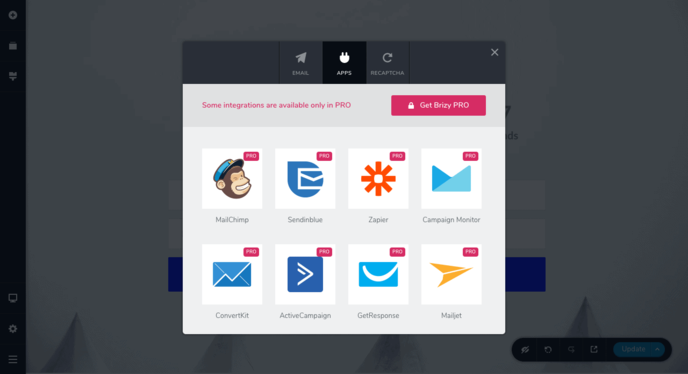 EMAIL
APPS
RECAPTCHA
Some integrations are available only in PRO
Get Brizy PRO
PRO
PRO
PRO
PRO
MailChimp
Sendinblue
Zapier
Campaign Monitor
PRO
PRO
PRO
PRO
ConvertKit
ActiveCampaign
GetResponse
Mailjet
Update